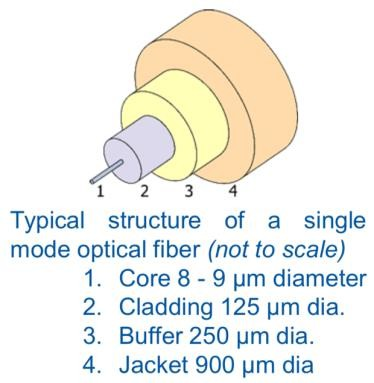 1 2 3 4
Typical structure of a single
mode optical fiber (not to scale)
1. Core 8 - 9 µm diameter
2. Cladding 125 µm dia.
3. Buffer 250 µm dia.
4. Jacket 900 µm dia